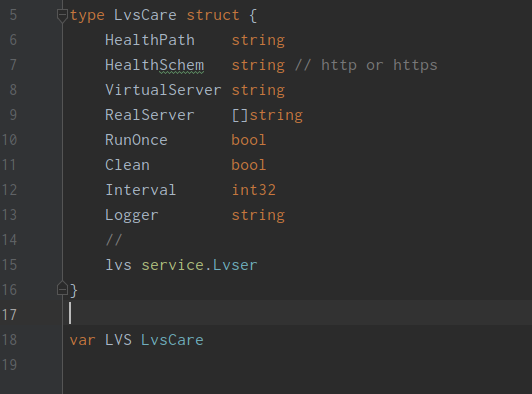 5 type LvsCare struct {
6 HealthPath string
7 HealthSchem string // http or https
8 VirtualServer string
9 RealServer []string
10 RunOnce bool
11 Clean bool
12 Interval int32
13 Logger string
14 //
15 lvs service.Lvser
16 }
17
18 var LVS LvsCare
19